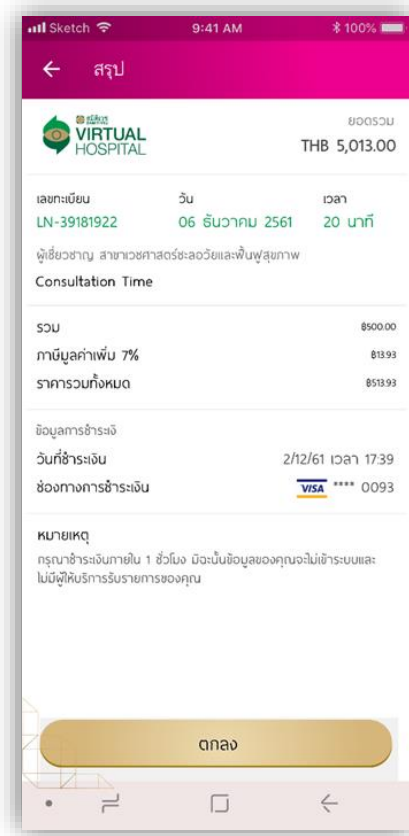 Sketch 9:41 AM 100%
สรุป
สมิติเวช
VIRTUAL
HOSPITAL
ยอดรวม
THB 5,013.00
เลขทะเบียน วัน เวลา
LN-39181922 06 ธันวาคม 2561 20 นาที
ผู้เชี่ยวชาญ สาขาเวชศาสตร์ชะลอวัยและฟื้นฟูสุขภาพ
Consultation Time
รวม ฿500.00
ภาษีมูลค่าเพิ่ม 7% ฿13.93
ราคารวมทั้งหมด ฿513.93
ข้อมูลการชำระเงิ
วันที่ชำระเงิน 2/12/61 เวลา 17:39
ช่องทางการชำระเงิน VISA **** 0093
หมายเหตุ
กรุณาชำระเงินภายใน 1 ชั่วโมง มิฉะนั้นข้อมูลของคุณจะไม่เข้าระบบและ
ไม่มีผู้ให้บริการรับรายการของคุณ
ตกลง